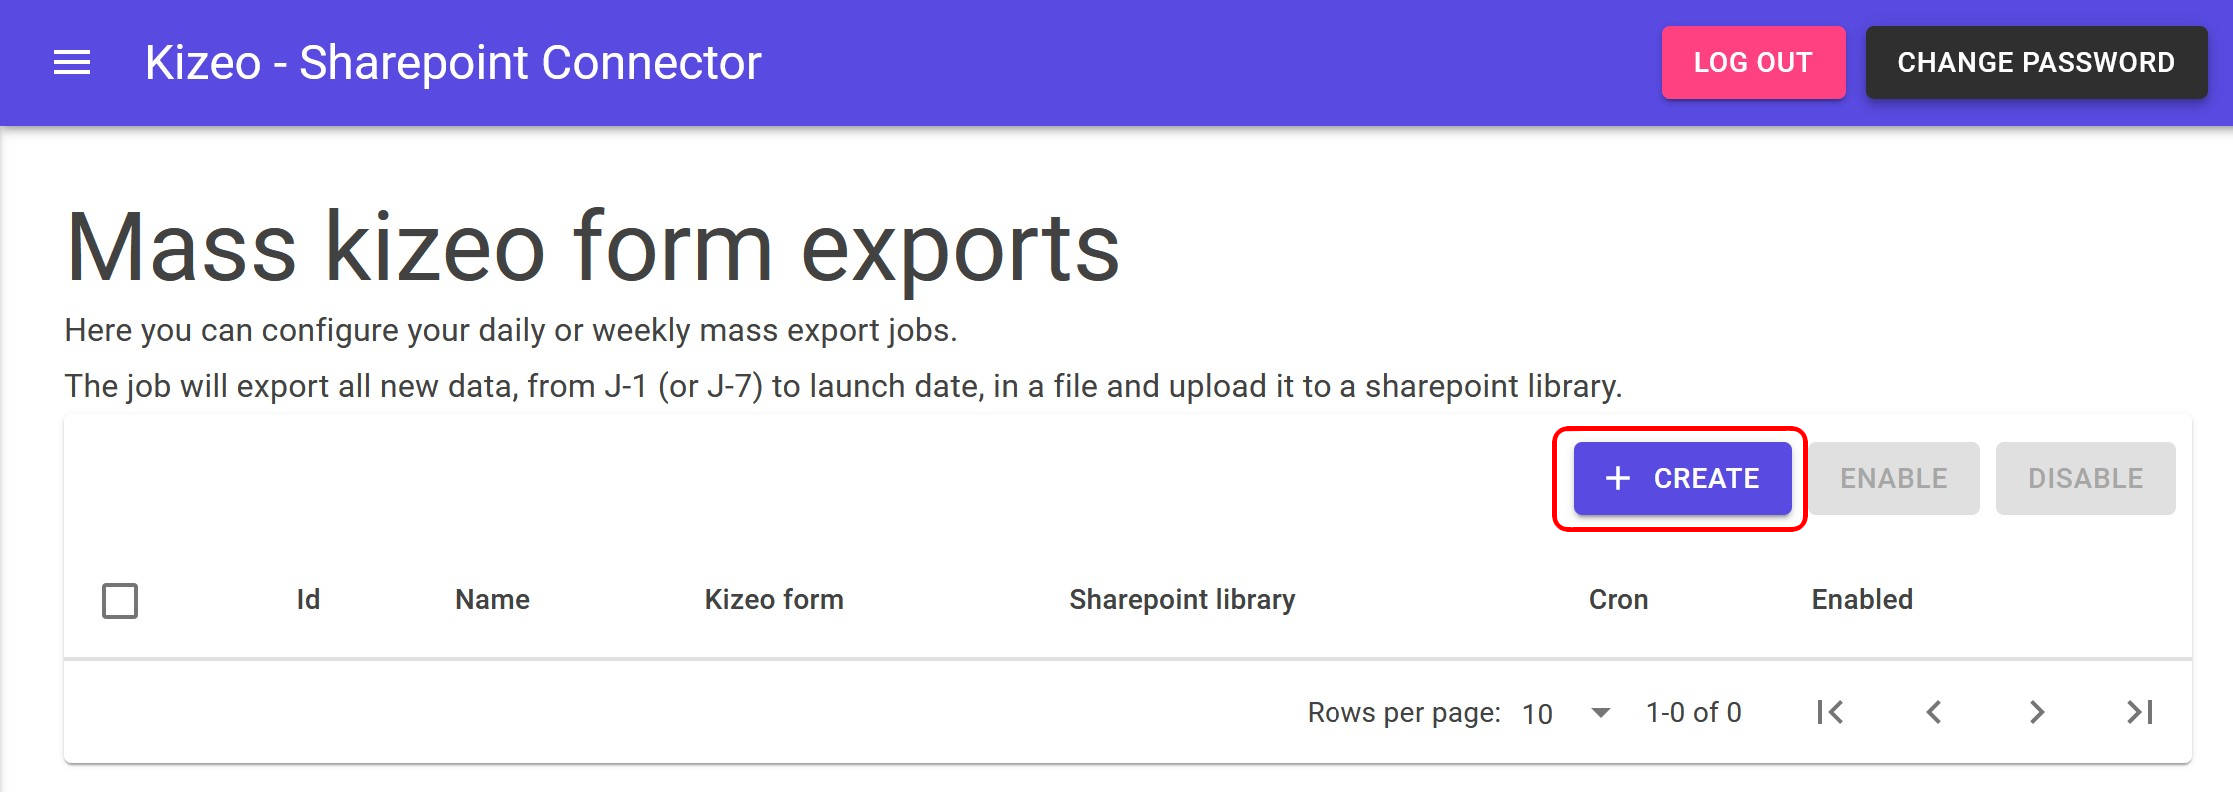 Kizeo - Sharepoint Connector LOG OUT CHANGE PASSWORD
Mass kizeo form exports
Here you can configure your daily or weekly mass export jobs.
The job will export all new data, from J-1 (or J-7) to launch date, in a file and upload it to a sharepoint library.
+ CREATE ENABLE DISABLE
Id Name Kizeo form Sharepoint library Cron Enabled
Rows per page: 10 1-0 of 0